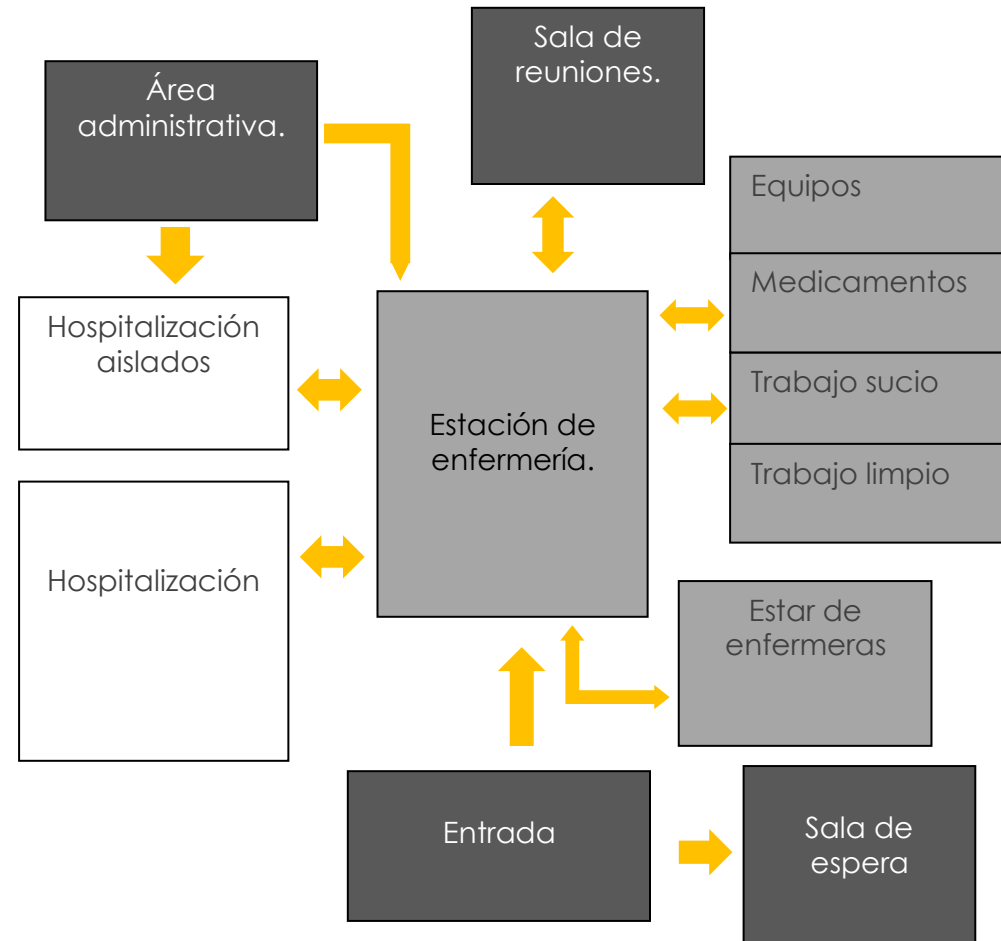 Sala de
reuniones.
Área
administrativa.
Equipos
Medicamentos
Hospitalización
aislados
Trabajo sucio
Estación de
enfermería.
Trabajo limpio
Hospitalización
Estar de
enfermeras
Entrada
Sala de
espera